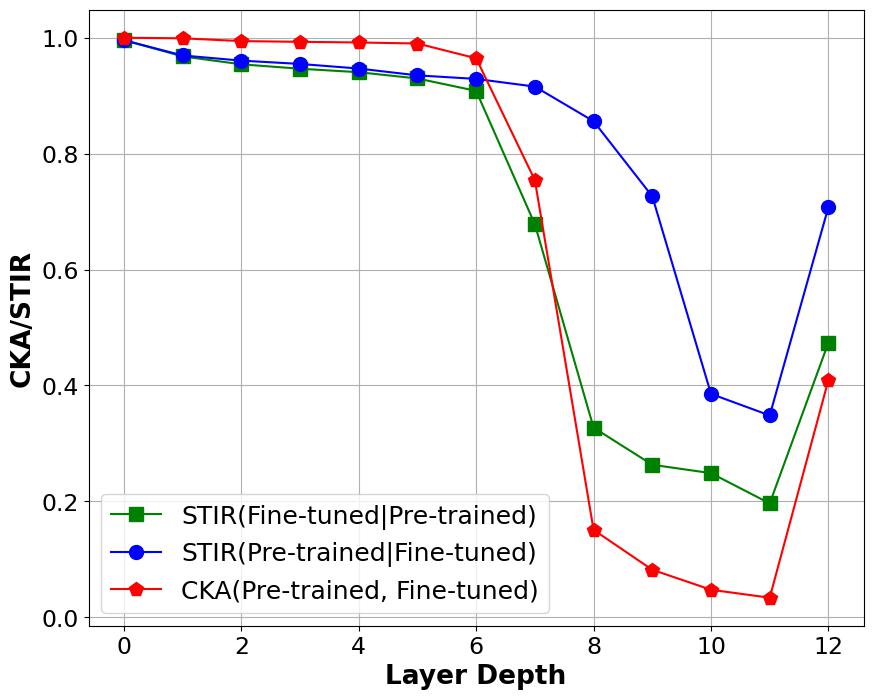 CKA/STIR
1.0
0.8
0.6
0.4
0.2
0.0
STIR(Fine-tuned|Pre-trained)
STIR(Pre-trained|Fine-tuned)
CKA(Pre-trained, Fine-tuned)
0 2 4 6 8 10 12
Layer Depth